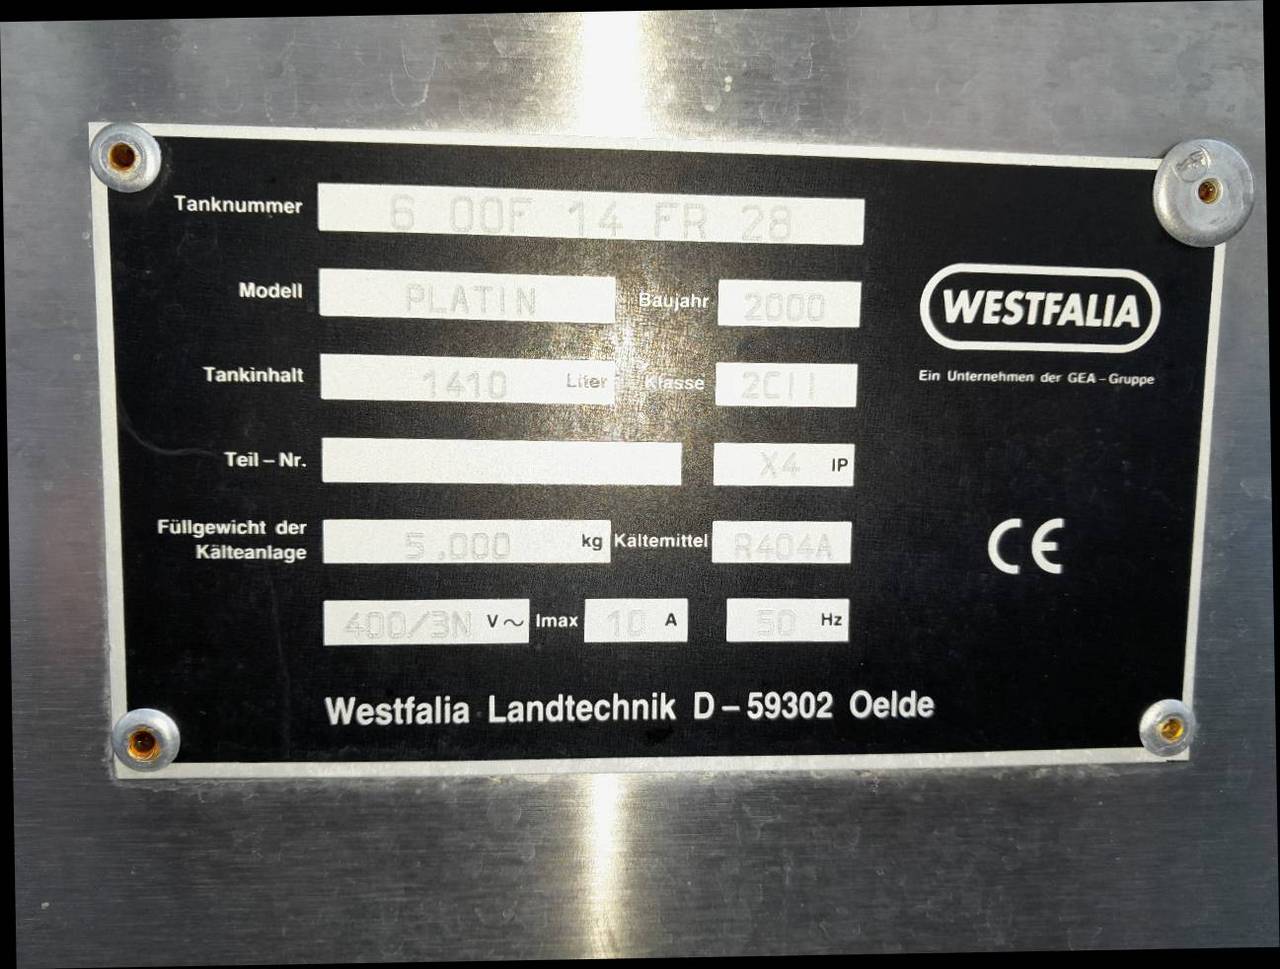 Tanknummer 6 00F 14 FR 28
Modell PLATIN Baujahr 2000
WESTFALIA
Tankinhalt 1410 Liter Klasse 2CII
Ein Unternehmen der GEA-Gruppe
Teil-Nr. X4 IP
Füllgewicht der
Kälteanlage 5.000 kg Kältemittel R404A
CE
400/3N V~ Imax 10 A 50 Hz
Westfalia Landtechnik D-59302 Oelde